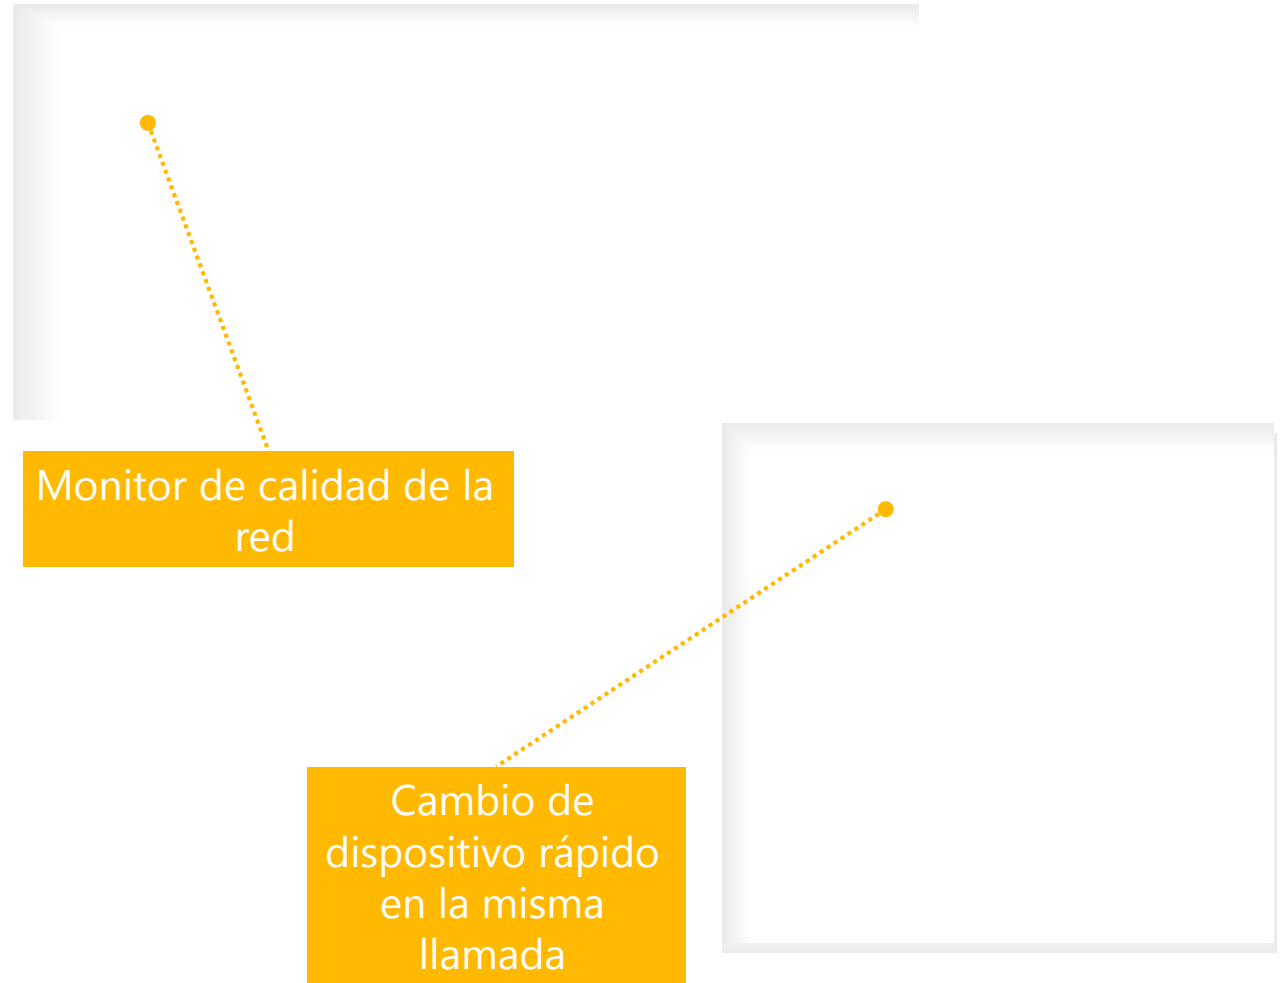 Monitor de calidad de la
red
Cambio de
dispositivo rápido
en la misma
llamada